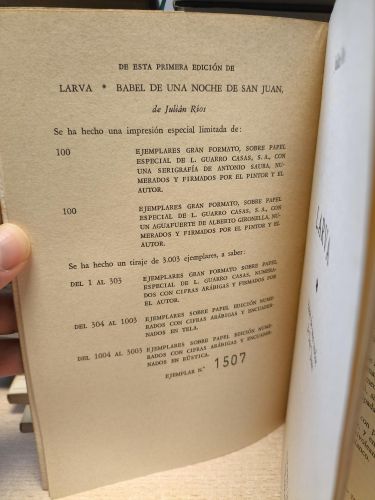 DE ESTA PRIMERA EDICIÓN DE
LARVA * BABEL DE UNA NOCHE DE SAN JUAN,
de Julián Ríos
Se ha hecho una impresión especial limitada de:
100 EJEMPLARES GRAN FORMATO, SOBRE PAPEL
ESPECIAL DE L. GUARRO CASAS, S.A., CON
UNA SERIGRAFÍA DE ANTONIO SAURA, NU-
MERADOS Y FIRMADOS POR EL PINTOR Y EL
AUTOR.
100 EJEMPLARES GRAN FORMATO, SOBRE PAPEL
ESPECIAL DE L. GUARRO CASAS, S.A., CON
UN AGUAFUERTE DE ALBERTO GIRONELLA, NU-
MERADOS Y FIRMADOS POR EL PINTOR Y EL
AUTOR.
Se ha hecho un tiraje de 3.003 ejemplares, a saber:
DEL 1 AL 303 EJEMPLARES GRAN FORMATO SOBRE PAPEL
ESPECIAL DE L. GUARRO CASAS, NUMERA-
DOS CON CIFRAS ARÁBIGAS Y FIRMADOS POR
EL AUTOR.
DEL 304 AL 1003 EJEMPLARES SOBRE PAPEL EDICIÓN NUME-
RADOS CON CIFRAS ARÁBIGAS Y ENCUADER-
NADOS EN TELA.
DEL 1004 AL 3003 EJEMPLARES SOBRE PAPEL EDICIÓN NUME-
RADOS CON CIFRAS ARÁBIGAS Y ENCUADER-
NADOS EN RÚSTICA.
EJEMPLAR N.º 1507
LARVA
*